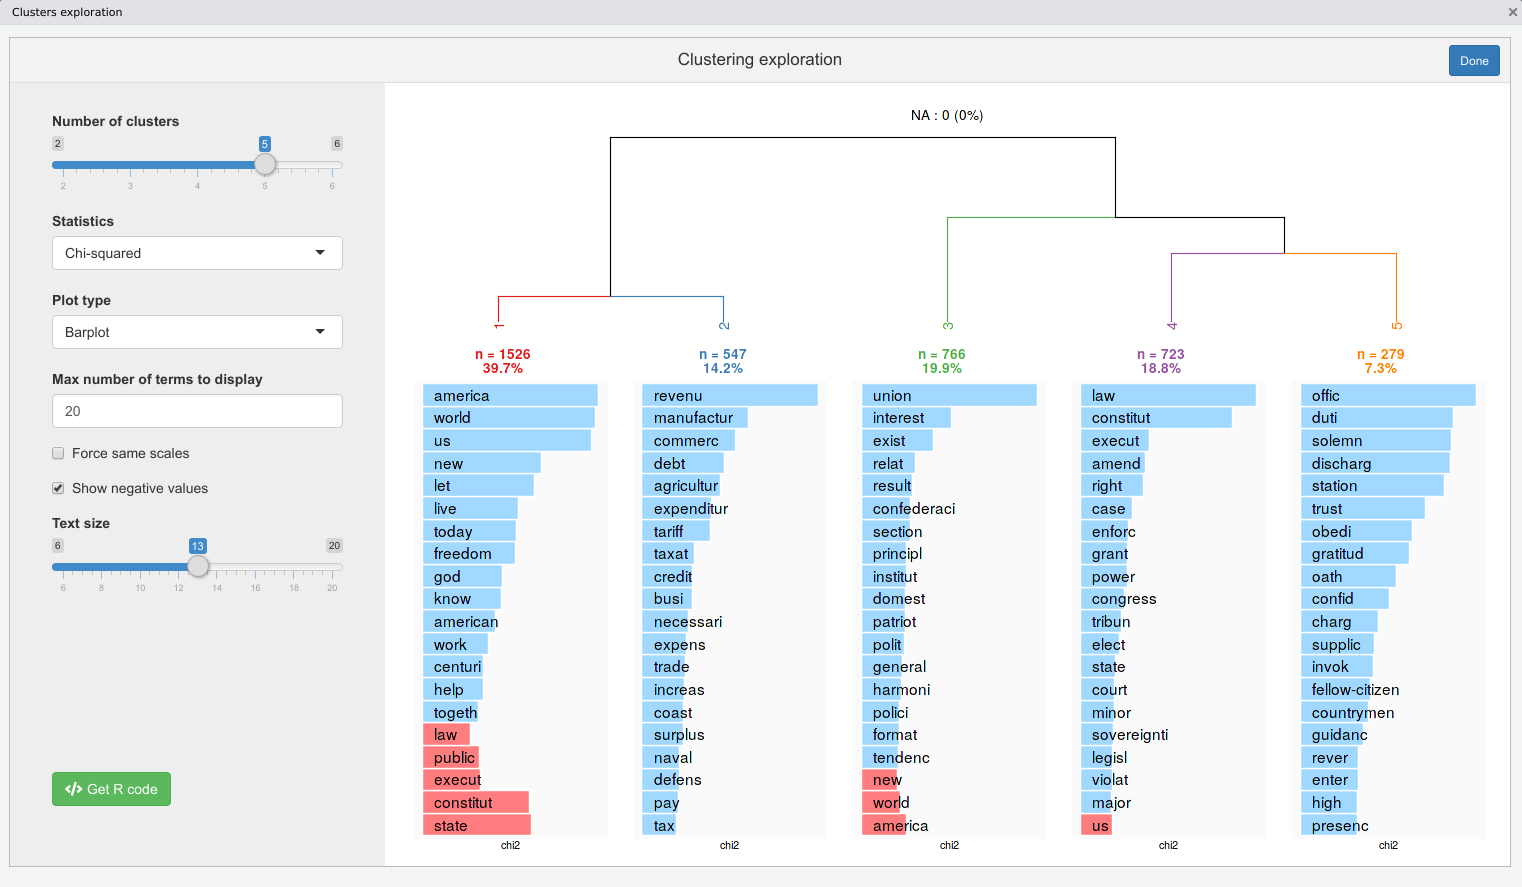 Clusters exploration
×
Clustering exploration
Done
Number of clusters
2 5 6
2 3 4 5 6
Statistics
Chi-squared
Plot type
Barplot
Max number of terms to display
20
Force same scales
Show negative values
Text size
6 13 20
6 8 10 12 14 16 18 20
</> Get R code
NA : 0 (0%)
1
n = 1526
39.7%
america
world
us
new
let
live
today
freedom
god
know
american
work
centuri
help
togeth
law
public
execut
constitut
state
chi2
2
n = 547
14.2%
revenu
manufactur
commerc
debt
agricultur
expenditur
tariff
taxat
credit
busi
necessari
expens
trade
increas
coast
surplus
naval
defens
pay
tax
chi2
3
n = 766
19.9%
union
interest
exist
relat
result
confederaci
section
principl
institut
domest
patriot
polit
general
harmoni
polici
format
tendenc
new
world
america
chi2
4
n = 723
18.8%
law
constitut
execut
amend
right
case
enforc
grant
power
congress
tribun
elect
state
court
minor
sovereignti
legisl
violat
major
us
chi2
5
n = 279
7.3%
offic
duti
solemn
discharg
station
trust
obedi
gratitud
oath
confid
charg
supplic
invok
fellow-citizen
countrymen
guidanc
rever
enter
high
presenc
chi2